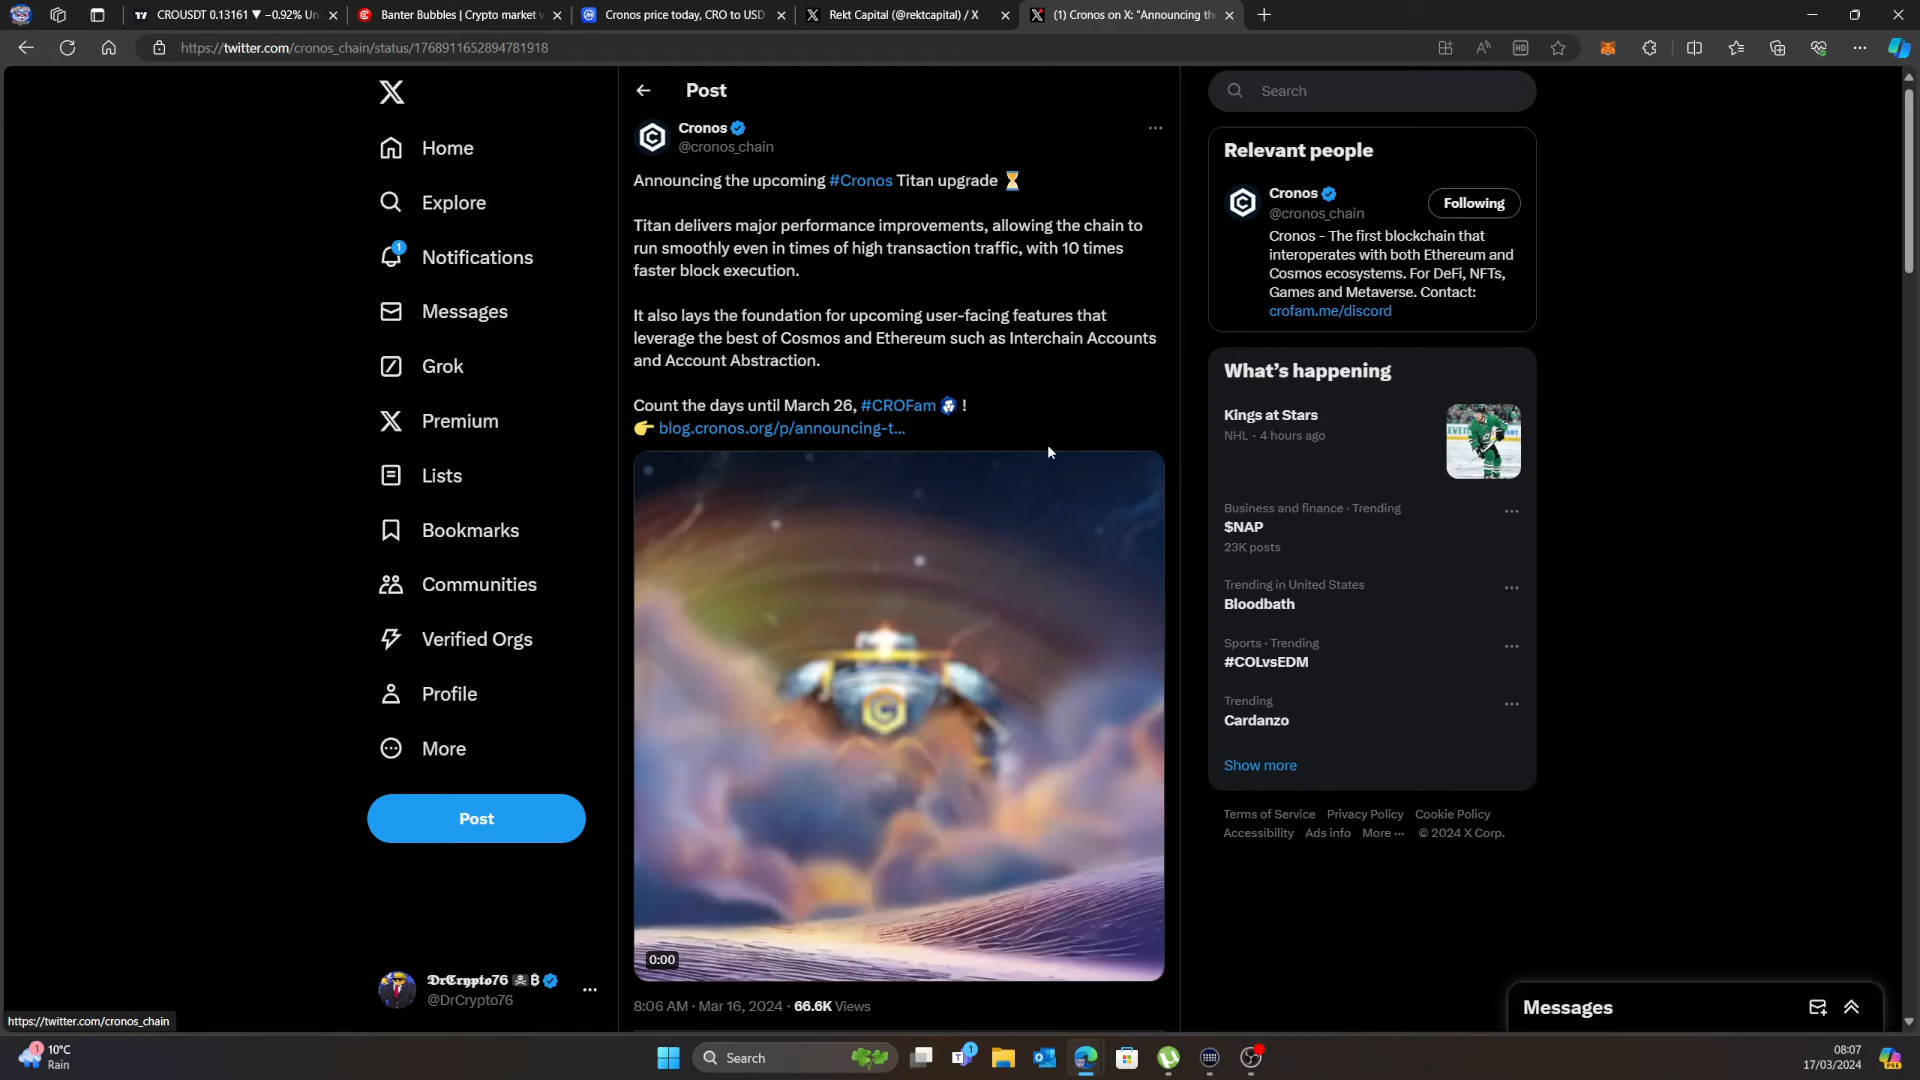 CROUSDT 0.13161 ▼ −0.92% Un
Banter Bubbles | Crypto market v
Cronos price today, CRO to USD
Rekt Capital (@rektcapital) / X
(1) Cronos on X: "Announcing th
https://twitter.com/cronos_chain/status/1768911652894781918
Home
Explore
1
Notifications
Messages
Grok
Premium
Lists
Bookmarks
Communities
Verified Orgs
Profile
More
Post
DrCrypto76 ☠️₿
@DrCrypto76
https://twitter.com/cronos_chain
Post
Cronos
@cronos_chain
Announcing the upcoming #Cronos Titan upgrade ⏳
Titan delivers major performance improvements, allowing the chain to
run smoothly even in times of high transaction traffic, with 10 times
faster block execution.
It also lays the foundation for upcoming user-facing features that
leverage the best of Cosmos and Ethereum such as Interchain Accounts
and Account Abstraction.
Count the days until March 26, #CROFam !
👉 blog.cronos.org/p/announcing-t...
0:00
8:06 AM · Mar 16, 2024 · 66.6K Views
Search
Relevant people
Cronos
@cronos_chain
Following
Cronos - The first blockchain that
interoperates with both Ethereum and
Cosmos ecosystems. For DeFi, NFTs,
Games and Metaverse. Contact:
crofam.me/discord
What's happening
Kings at Stars
NHL · 4 hours ago
Business and finance · Trending
$NAP
23K posts
Trending in United States
Bloodbath
Sports · Trending
#COLvsEDM
Trending
Cardanzo
Show more
Terms of Service Privacy Policy Cookie Policy
Accessibility Ads info More ··· © 2024 X Corp.
Messages
1
10°C
Rain
Search
1
08:07
17/03/2024
PRE